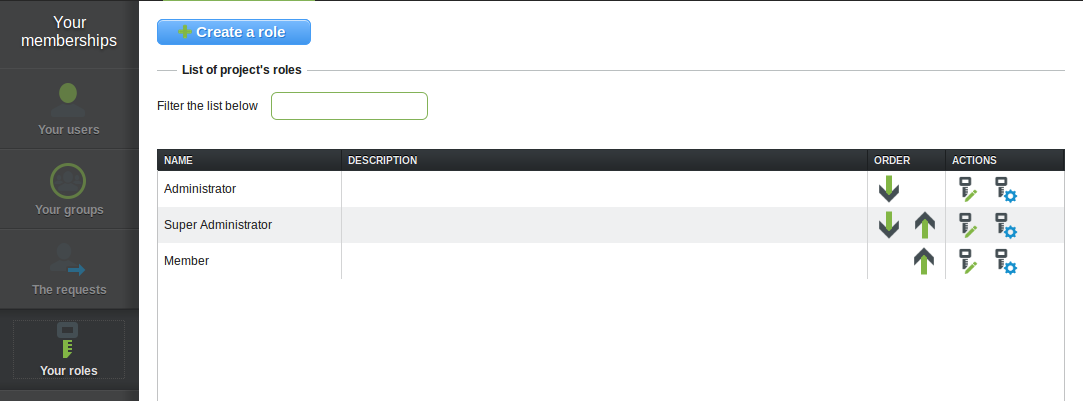 Your
memberships
Your users
Your groups
The requests
Your roles
Create a role
List of project's roles
Filter the list below
NAME DESCRIPTION ORDER ACTIONS
Administrator
Super Administrator
Member